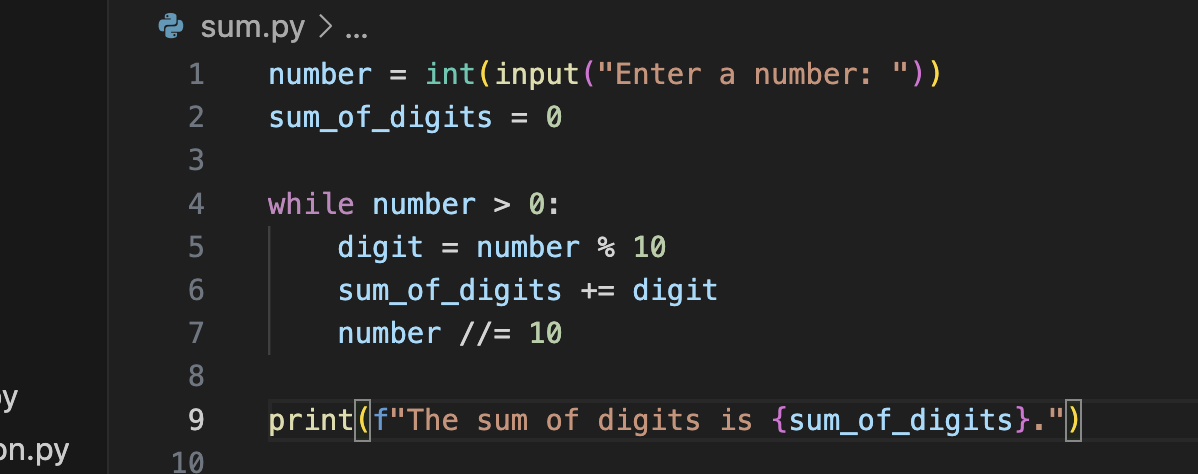 sum.py > ...
1 number = int(input("Enter a number: "))
2 sum_of_digits = 0
3
4 while number > 0:
5     digit = number % 10
6     sum_of_digits += digit
7     number //= 10
8
9 print(f"The sum of digits is {sum_of_digits}.")
10
y
on.py